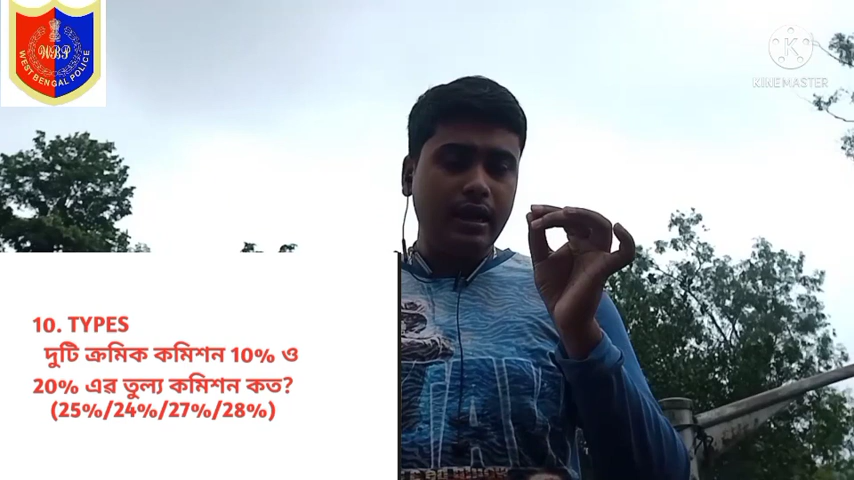 WBP
WEST BENGAL POLICE
K
KINEMASTER
10. TYPES
দুটি ক্রমিক কমিশন 10% ও
20% এর তুল্য কমিশন কত?
(25%/24%/27%/28%)